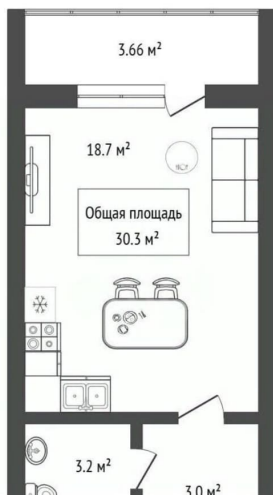 3.66 м²
18.7 м²
Общая площадь
30.3 м²
3.2 м²
3.0 м²